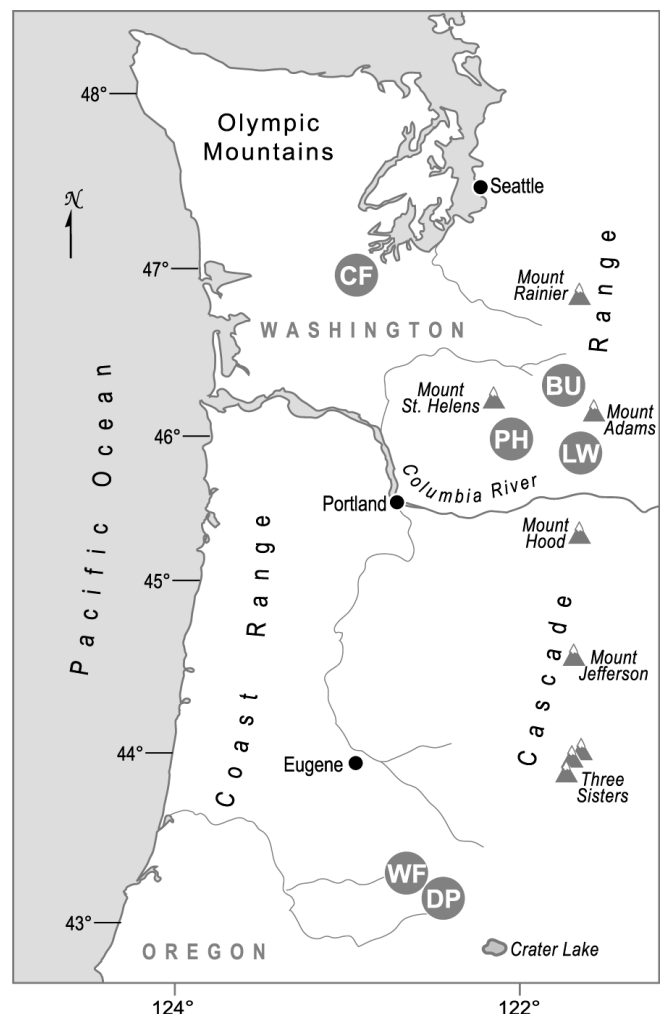 48°
Olympic
Mountains
Seattle
N
47°
CF
Mount
Rainier
Range
WASHINGTON
BU
Mount
St. Helens
Mount
Adams
PH
LW
46°
Columbia River
Portland
Pacific Ocean
Mount
Hood
Coast Range
45°
Cascade
Mount
Jefferson
44°
Eugene
Three
Sisters
WF
DP
43°
OREGON
Crater Lake
124°
122°